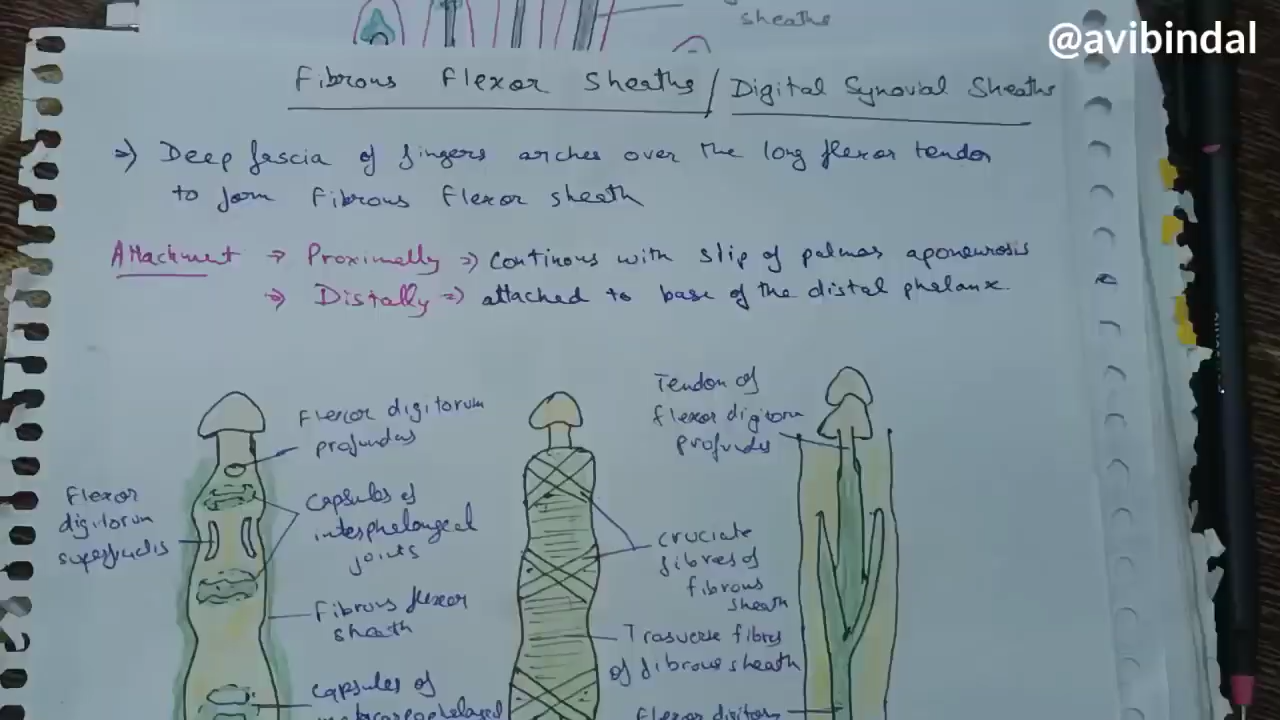 @avibindal
sheaths
Fibrous Flexor Sheaths / Digital Synovial Sheaths
=> Deep fascia of fingers arches over the long flexor tendon
to form Fibrous Flexor sheath
Attachment → Proximally => Continous with slip of palmar aponeurosis
→ Distally => attached to base of the distal phalanx.
Flexor digitorum
profundus
Flexor
digitorum
superficialis
Capsules of
interphalangeal
joints
Fibrous flexor
sheath
Capsules of
metacarpophalangeal
cruciate
fibres of
fibrous
sheath
Trasverse fibres
of fibrous sheath
Tendon of
flexor digitorum
profundus
Flexor digitorum